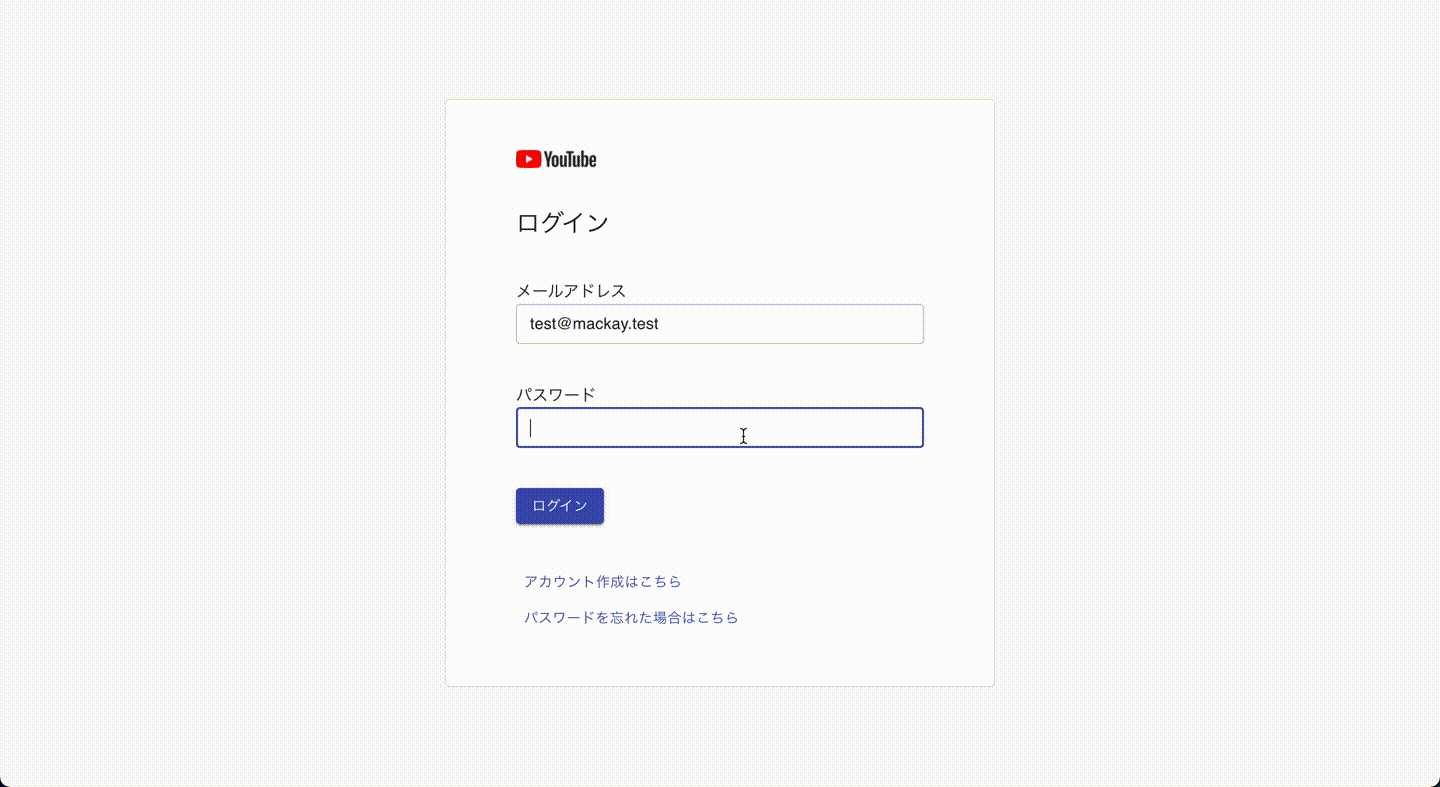 YouTube
ログイン
メールアドレス
test@mackay.test
パスワード
ログイン
アカウント作成はこちら
パスワードを忘れた場合はこちら